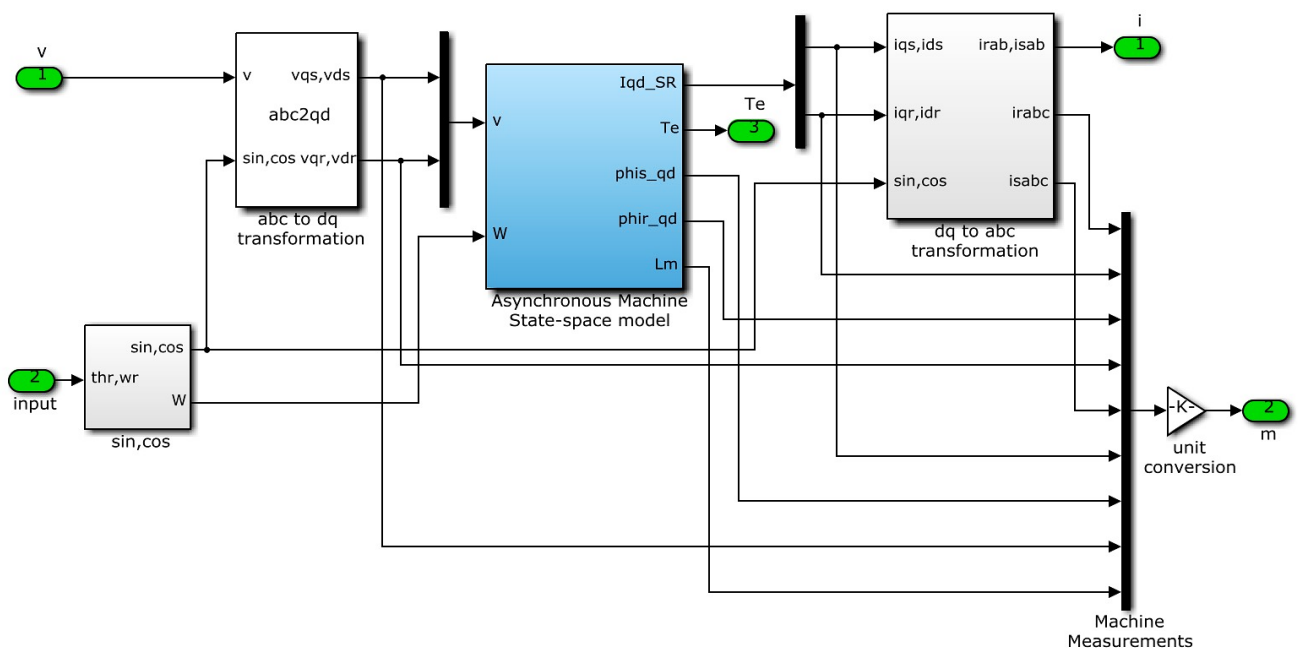 v
1
v
vqs,vds
abc2qd
sin,cos
vqr,vdr
abc to dq
transformation
v
W
Iqd_SR
Te
phis_qd
phir_qd
Lm
Asynchronous Machine
State-space model
Te
3
iqs,ids
iqr,idr
sin,cos
irab,isab
irabc
isabc
dq to abc
transformation
i
1
2
input
sin,cos
thr,wr
W
sin,cos
-K-
unit
conversion
2
m
Machine
Measurements